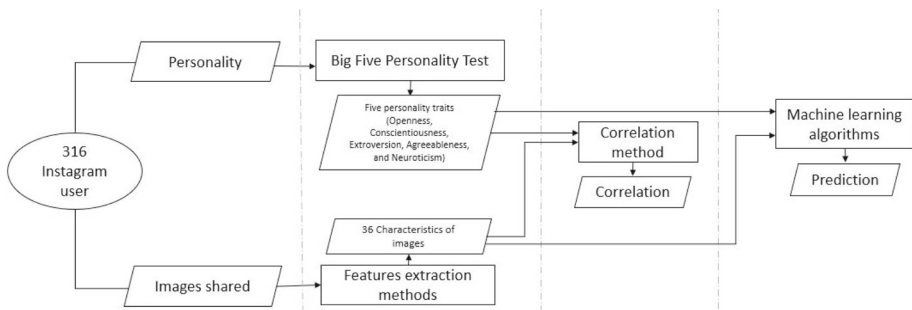 316
Instagram
user
Personality
Big Five Personality Test
Five personality traits
(Openness,
Conscientiousness,
Extroversion, Agreeableness,
and Neuroticism)
Correlation
method
Correlation
Machine learning
algorithms
Prediction
36 Characteristics of
images
Images shared
Features extraction
methods